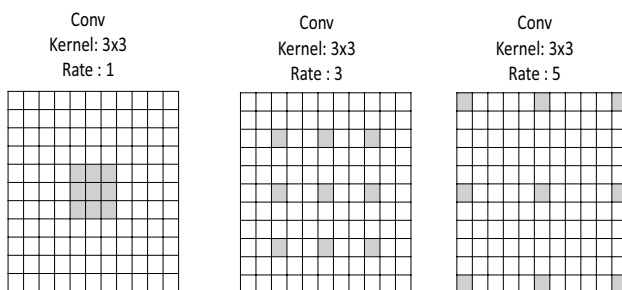 Conv
Kernel: 3x3
Rate : 1
Conv
Kernel: 3x3
Rate : 3
Conv
Kernel: 3x3
Rate : 5